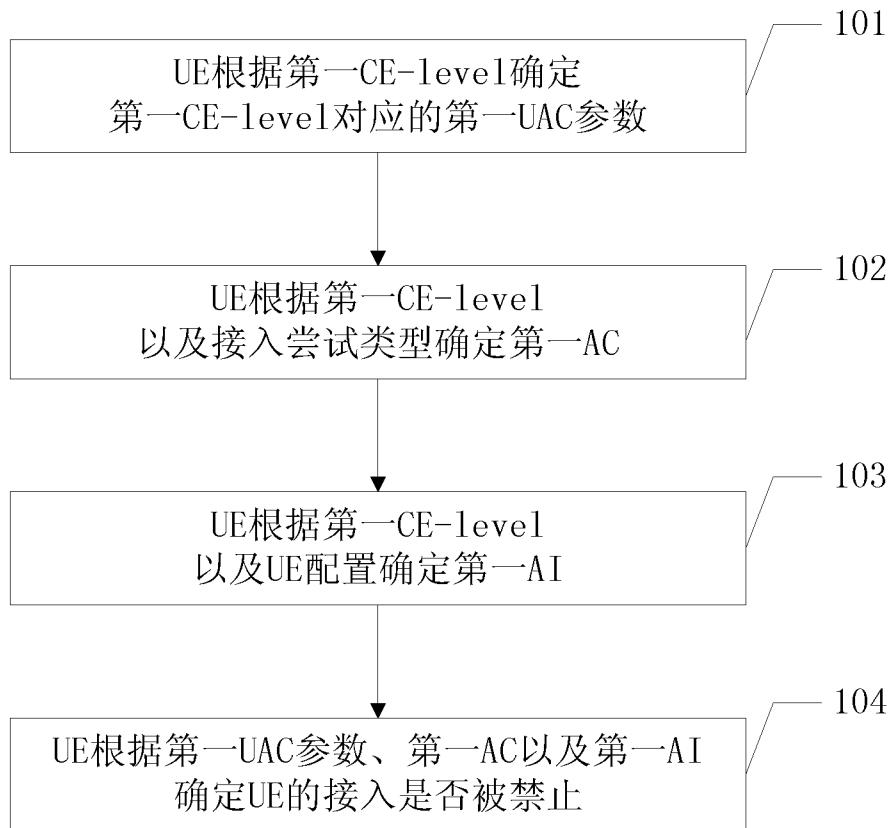 101
UE根据第一CE-level确定
第一CE-level对应的第一UAC参数
102
UE根据第一CE-level
以及接入尝试类型确定第一AC
103
UE根据第一CE-level
以及UE配置确定第一AI
104
UE根据第一UAC参数、第一AC以及第一AI
确定UE的接入是否被禁止